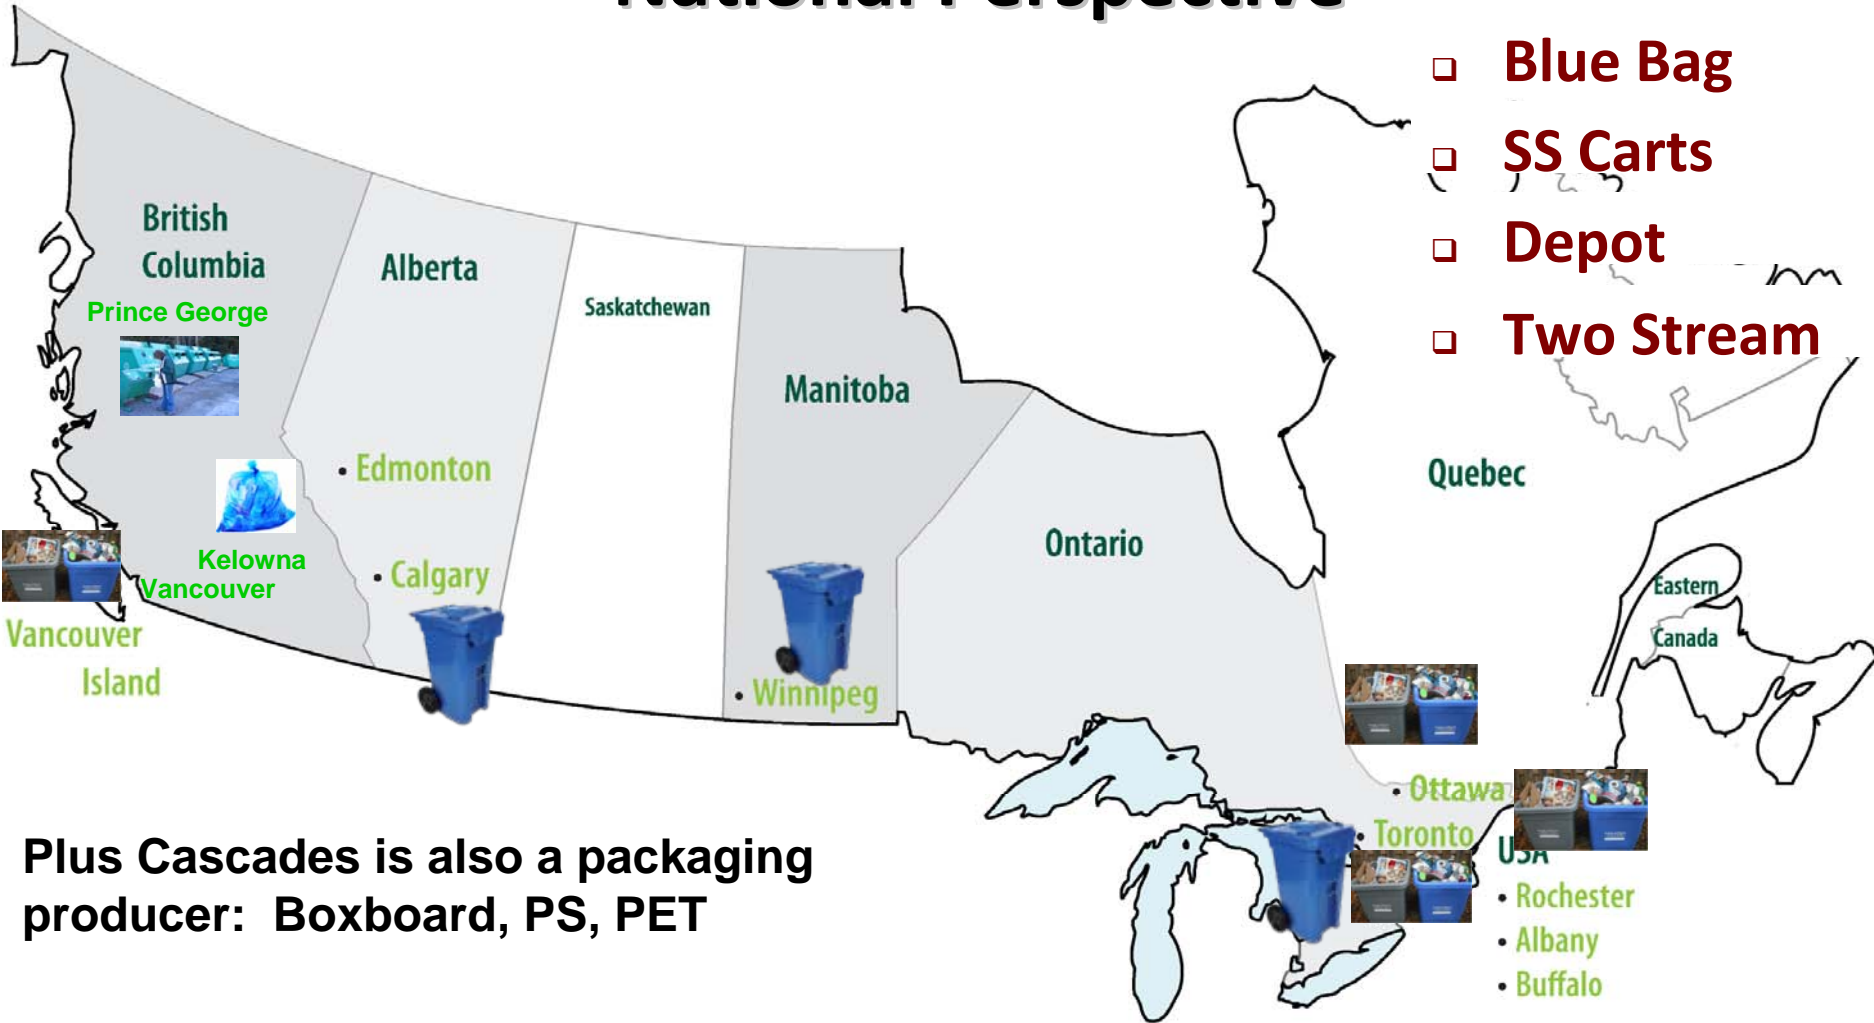 National Perspective
Blue Bag
SS Carts
Depot
Two Stream
British
Columbia
Alberta
Saskatchewan
Prince George
Manitoba
Edmonton
Quebec
Ontario
Kelowna
Calgary
Vancouver
Eastern
Canada
Vancouver
Island
Winnipeg
Ottawa
Toronto
USA
Rochester
Albany
Buffalo
Plus Cascades is also a packaging
producer: Boxboard, PS, PET